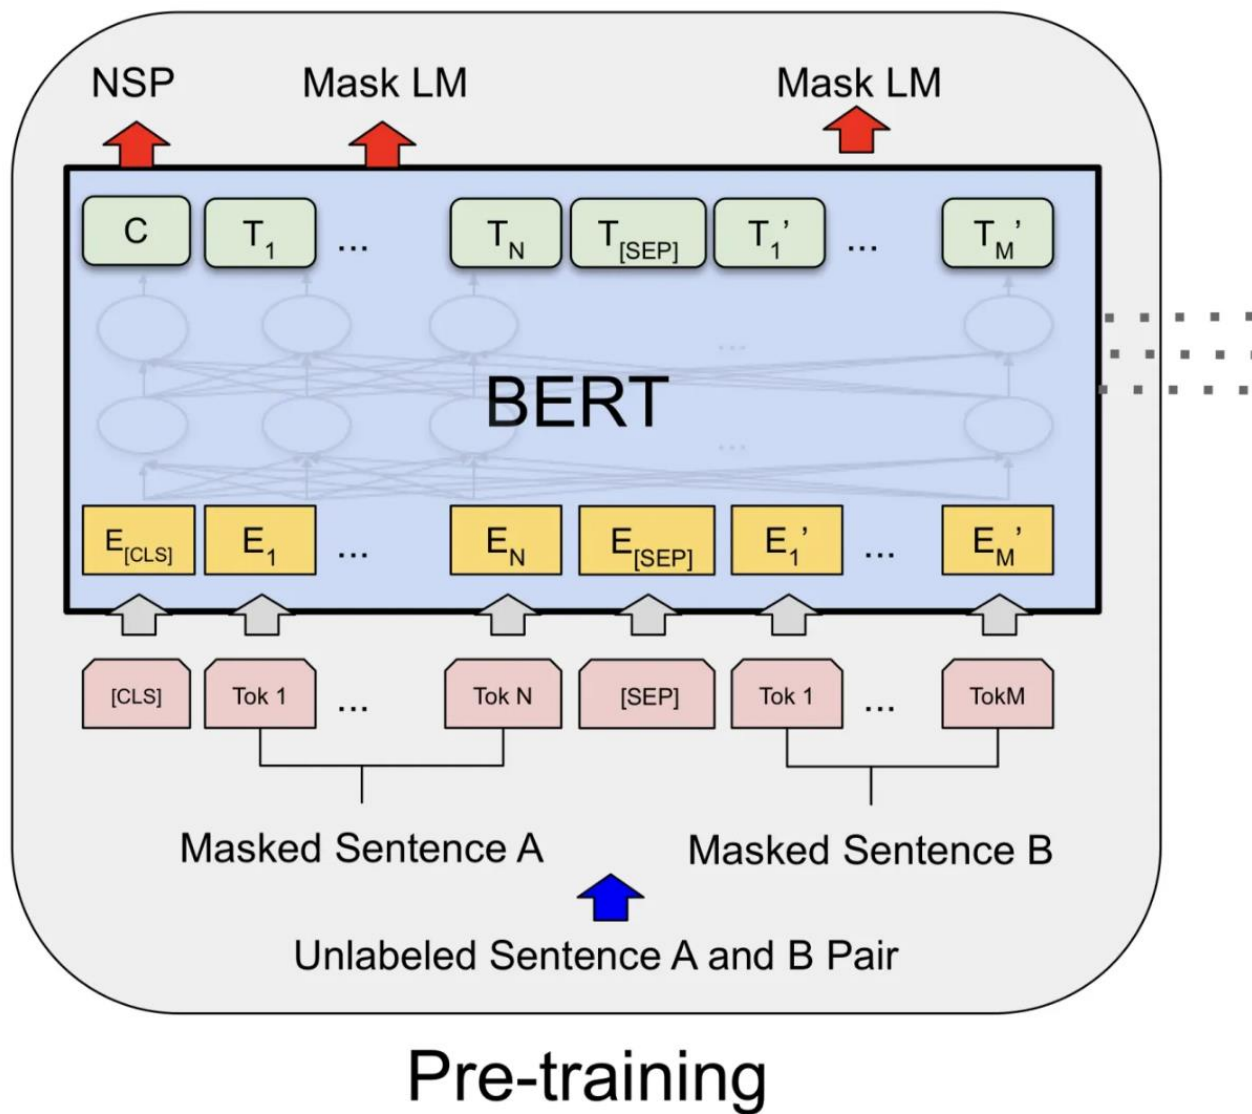 NSP Mask LM Mask LM
C T1 ... TN T[SEP] T1’ ... TM’
...
BERT
...
E[CLS] E1 ... EN E[SEP] E1’ ... EM’
[CLS] Tok 1 ... Tok N [SEP] Tok 1 ... TokM
Masked Sentence A Masked Sentence B
Unlabeled Sentence A and B Pair
Pre-training